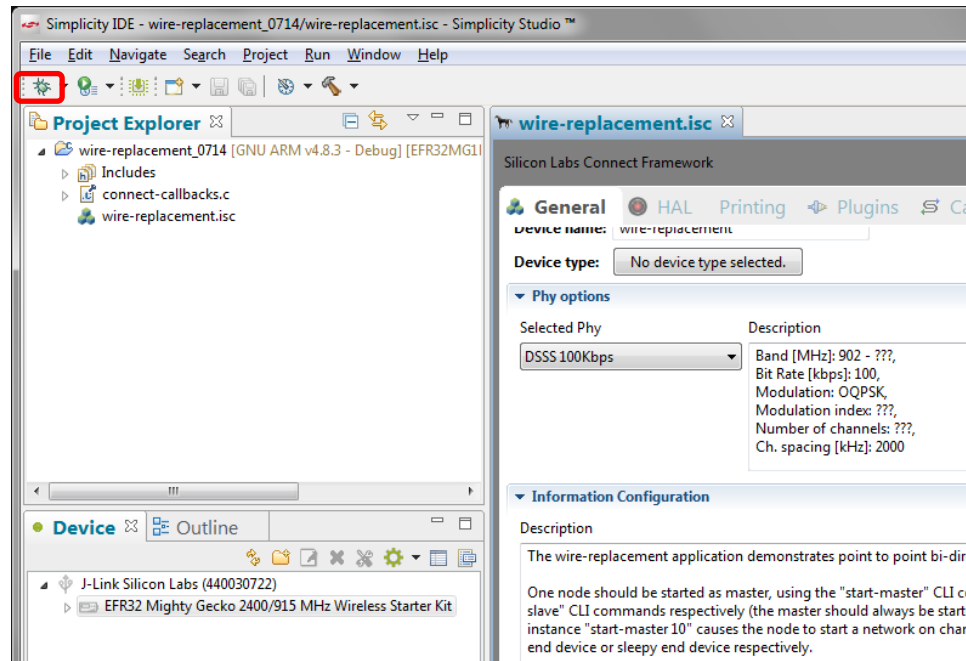 Simplicity IDE - wire-replacement_0714/wire-replacement.isc - Simplicity Studio ™
File Edit Navigate Search Project Run Window Help
Project Explorer
wire-replacement.isc
wire-replacement_0714 [GNU ARM v4.8.3 - Debug] [EFR32MG1
Includes
connect-callbacks.c
wire-replacement.isc
Silicon Labs Connect Framework
General HAL Printing Plugins Ca
Device name: wire-replacement
Device type: No device type selected.
Phy options
Selected Phy Description
DSSS 100Kbps
Band [MHz]: 902 - ???,
Bit Rate [kbps]: 100,
Modulation: OQPSK,
Modulation index: ???,
Number of channels: ???,
Ch. spacing [kHz]: 2000
Information Configuration
Description
The wire-replacement application demonstrates point to point bi-dir
One node should be started as master, using the "start-master" CLI c
slave" CLI commands respectively (the master should always be start
instance "start-master 10" causes the node to start a network on char
end device or sleepy end device respectively.
Device Outline
J-Link Silicon Labs (440030722)
EFR32 Mighty Gecko 2400/915 MHz Wireless Starter Kit